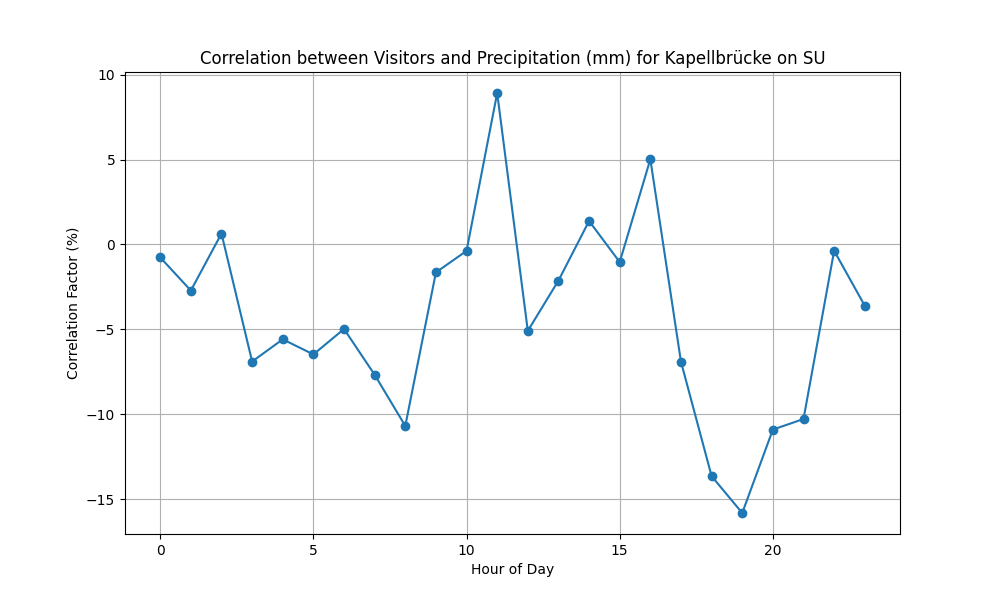 Correlation between Visitors and Precipitation (mm) for Kapellbrücke on SU
10
5
0
−5
−10
−15
Correlation Factor (%)
0 5 10 15 20
Hour of Day